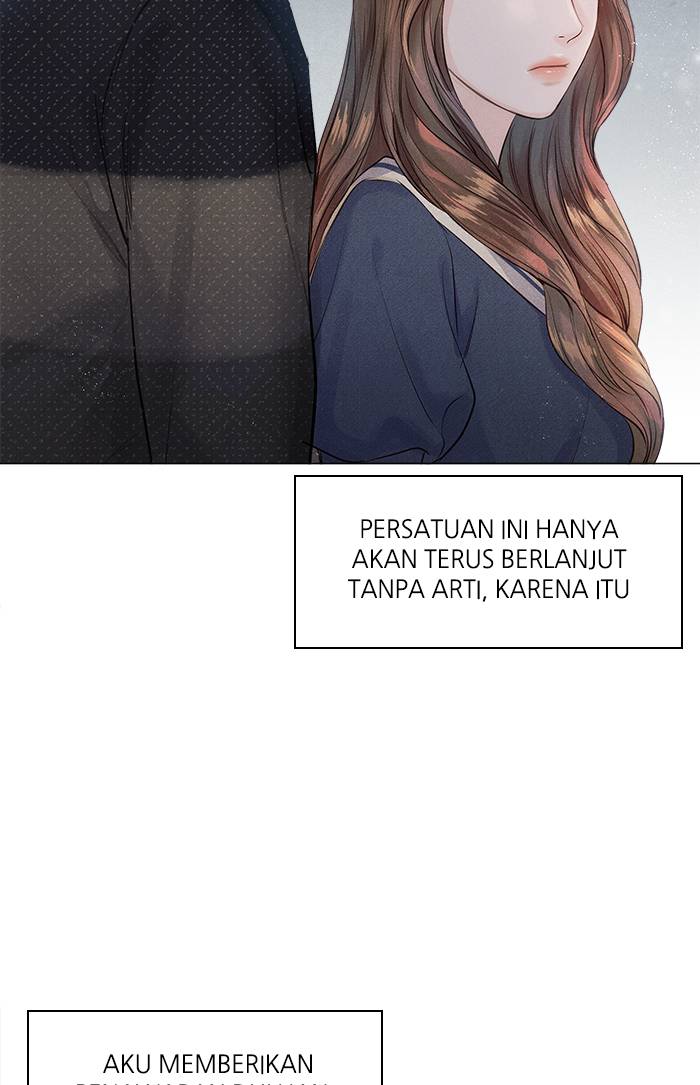 PERSATUAN INI HANYA
AKAN TERUS BERLANJUT
TANPA ARTI, KARENA ITU
AKU MEMBERIKAN